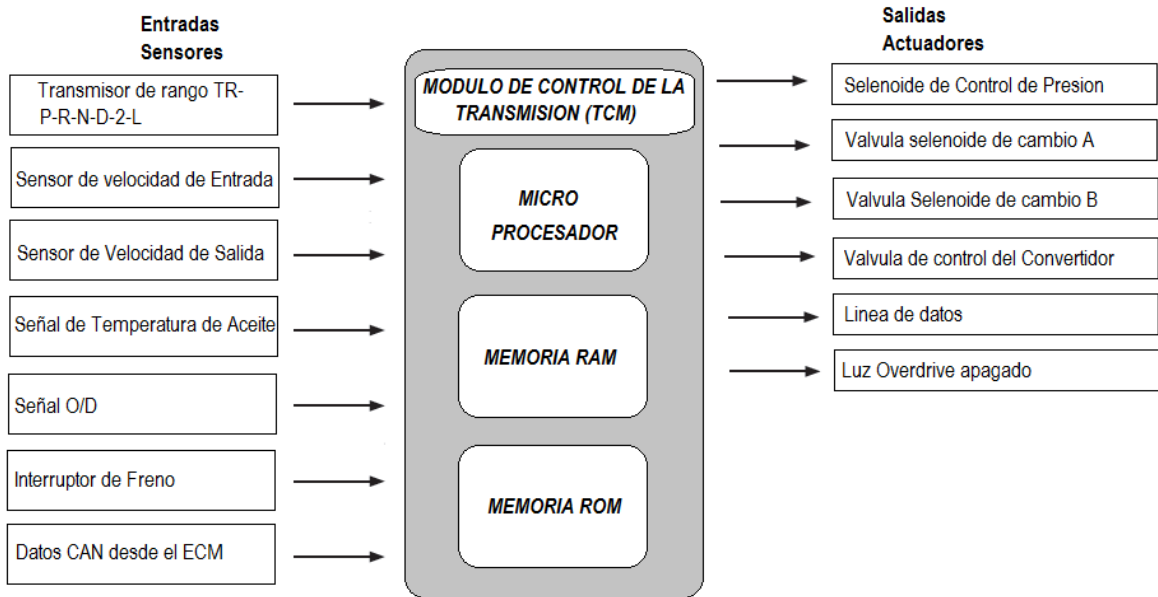 Entradas
Sensores
Transmisor de rango TR-
P-R-N-D-2-L
Sensor de velocidad de Entrada
Sensor de Velocidad de Salida
Señal de Temperatura de Aceite
Señal O/D
Interruptor de Freno
Datos CAN desde el ECM
MODULO DE CONTROL DE LA
TRANSMISION (TCM)
MICRO
PROCESADOR
MEMORIA RAM
MEMORIA ROM
Salidas
Actuadores
Selenoide de Control de Presion
Valvula selenoide de cambio A
Valvula Selenoide de cambio B
Valvula de control del Convertidor
Linea de datos
Luz Overdrive apagado